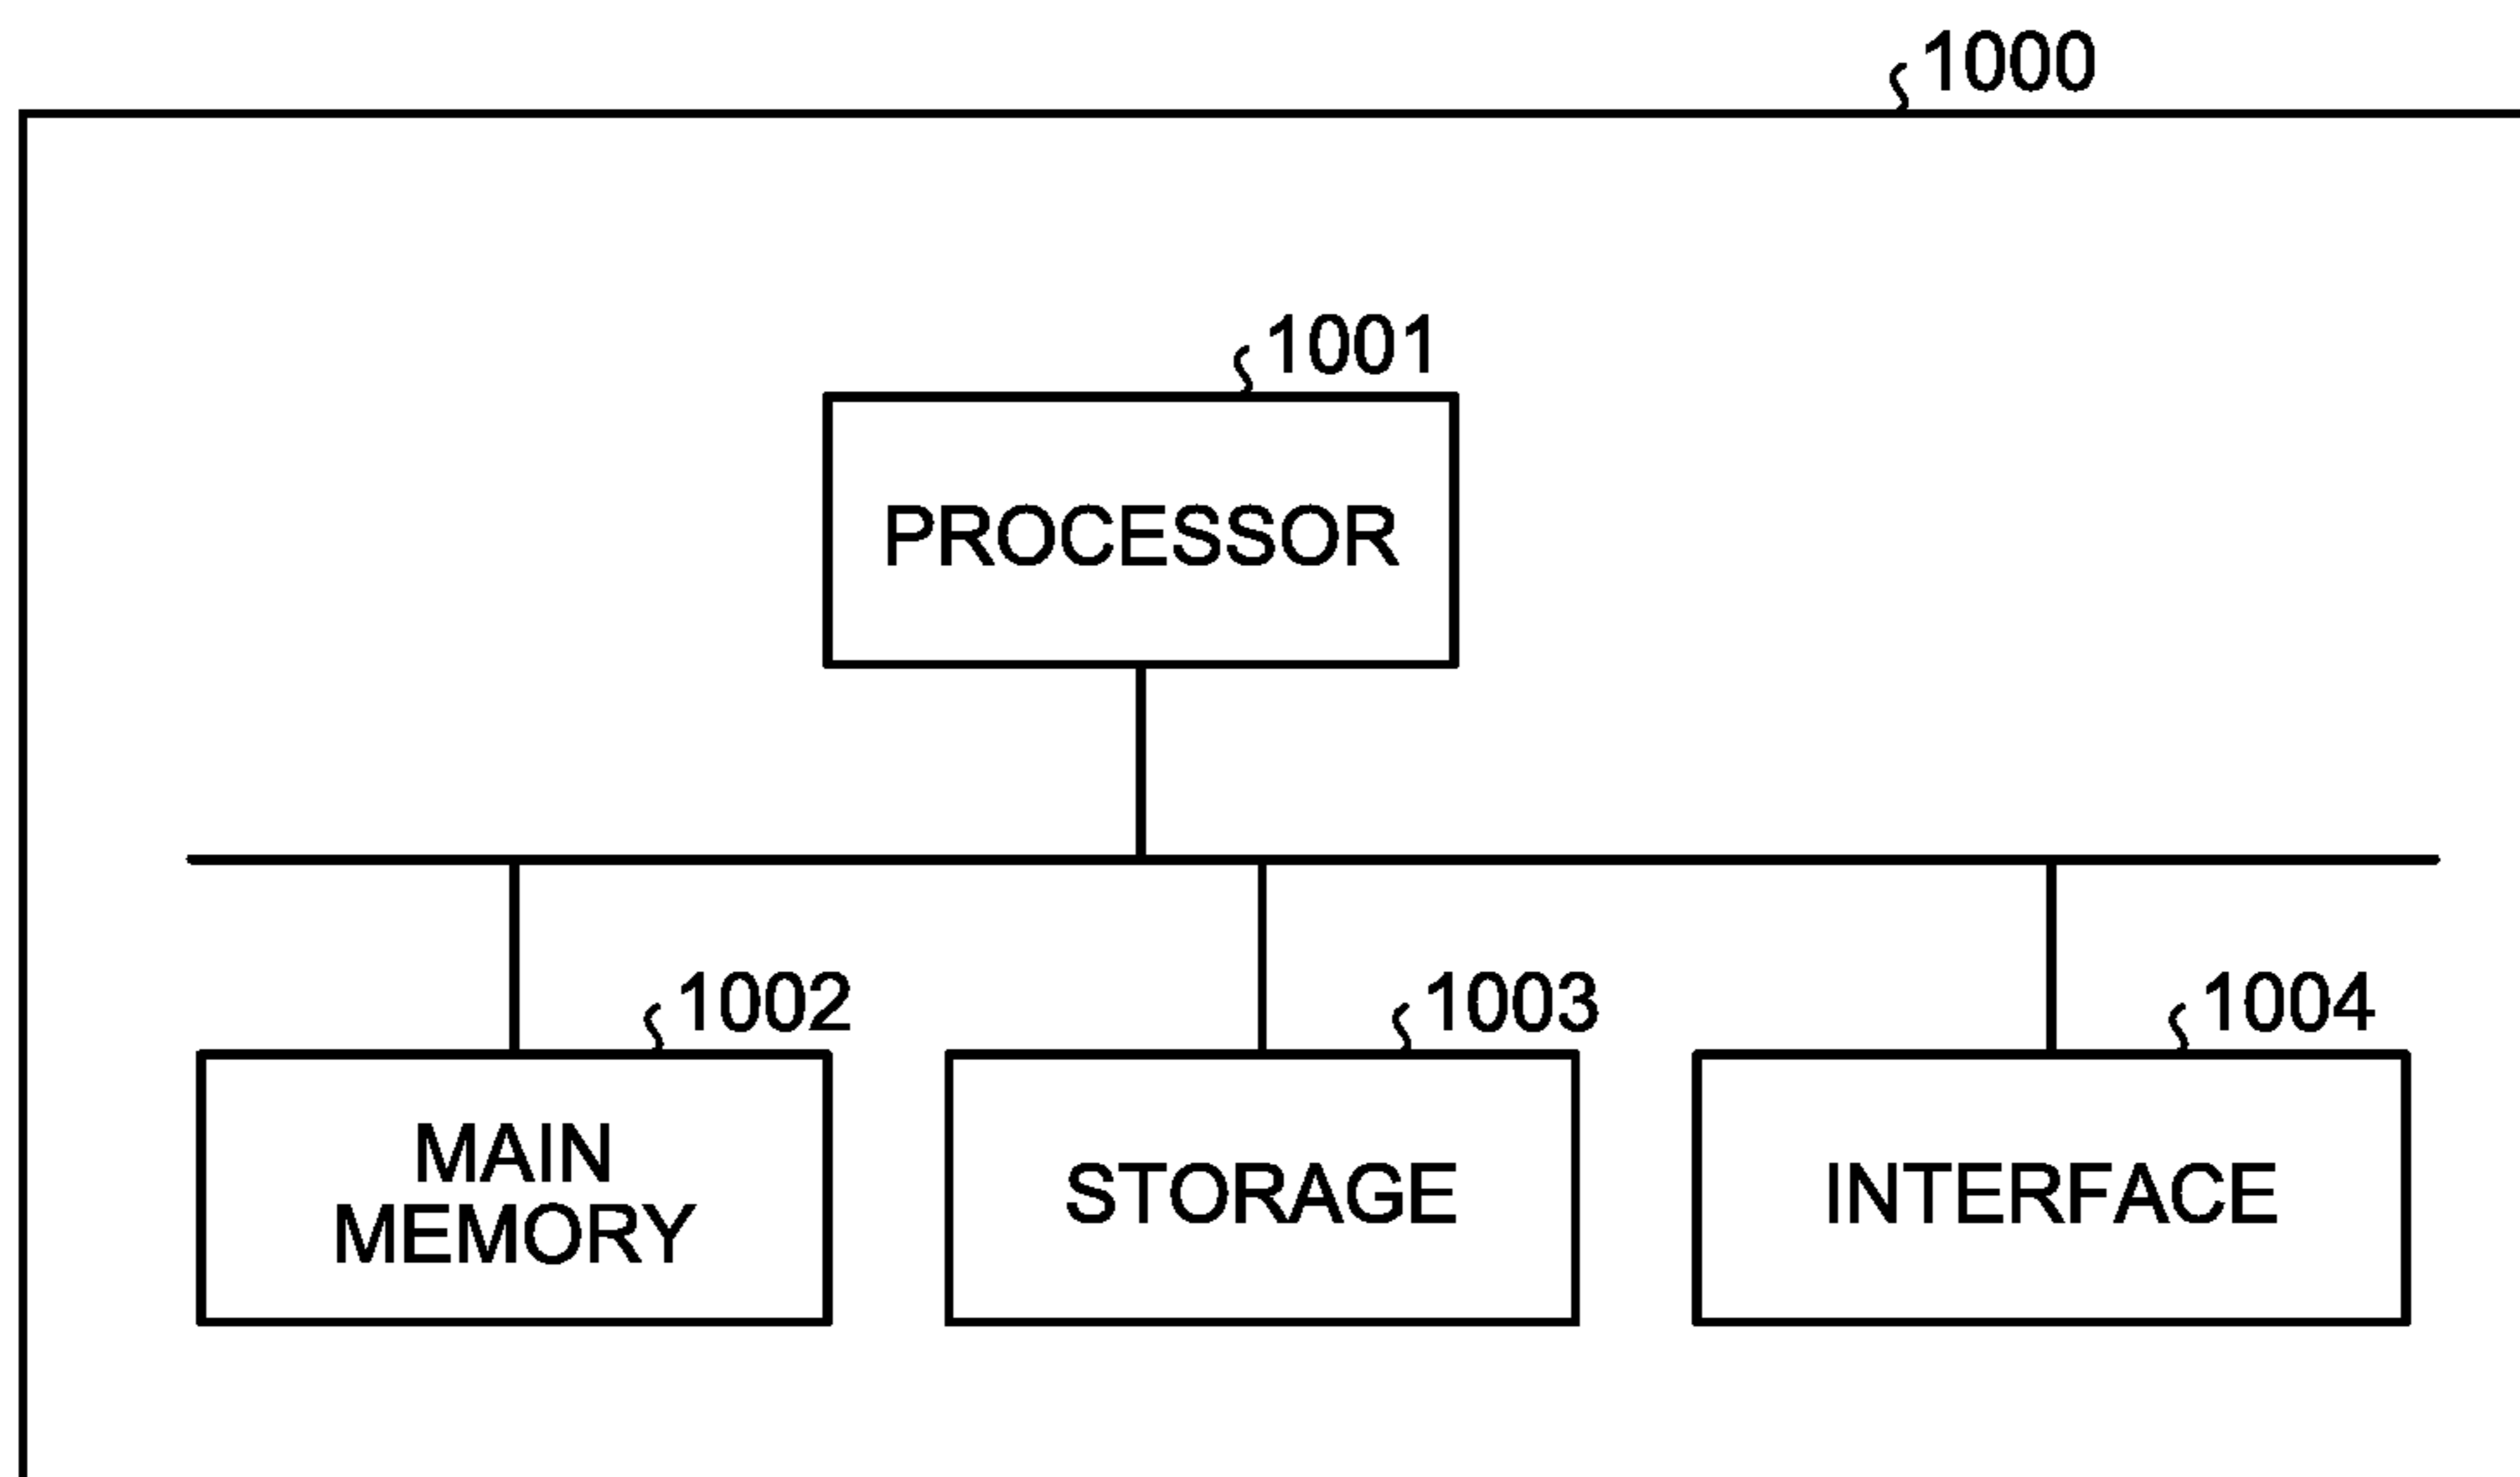 1000
1001
PROCESSOR
1002
1003
1004
MAIN
MEMORY
STORAGE
INTERFACE